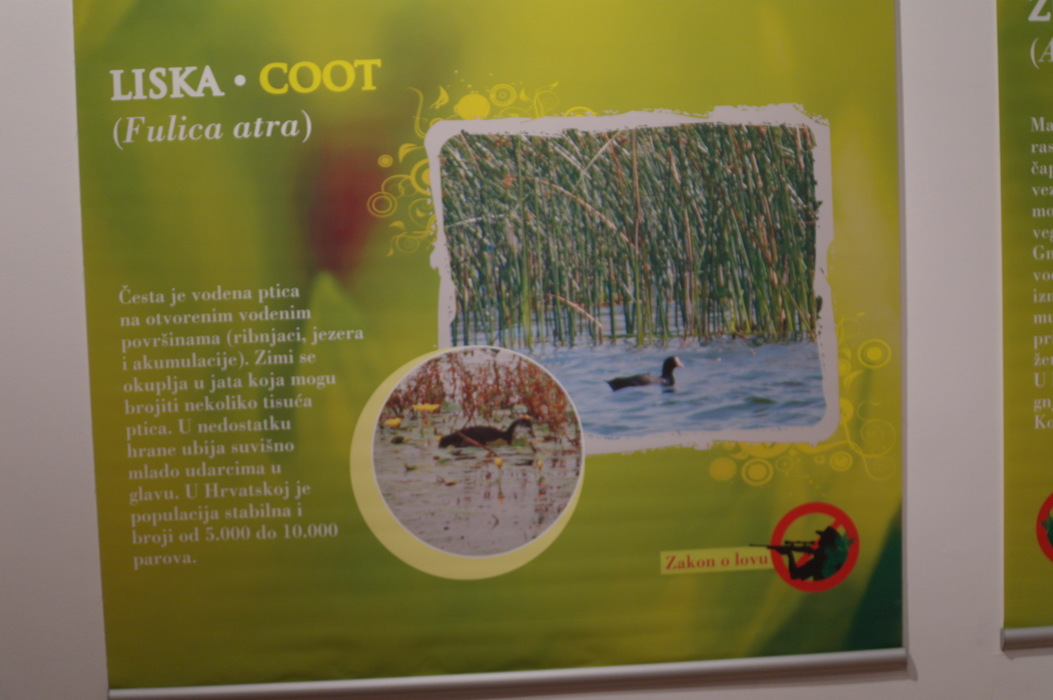 LISKA • COOT
(Fulica atra)
Česta je vodena ptica
na otvorenim vodenim
površinama (ribnjaci, jezera
i akumulacije). Zimi se
okuplja u jata koja mogu
brojiti nekoliko tisuća
ptica. U nedostatku
hrane ubija suvišno
mlado udarcima u
glavu. U Hrvatskoj je
populacija stabilna i
broji od 5.000 do 10.000
parova.
Zakon o lovu